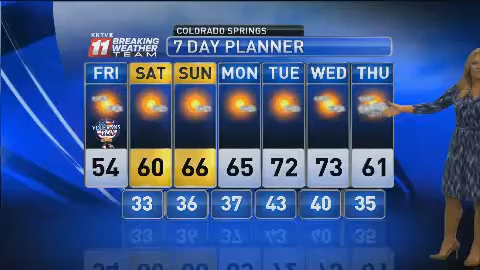 COLORADO SPRINGS
KKTV 11 BREAKING
WEATHER
TEAM
7 DAY PLANNER
FRI SAT SUN MON TUE WED THU
54 60 66 65 72 73 61
33 36 37 43 40 35